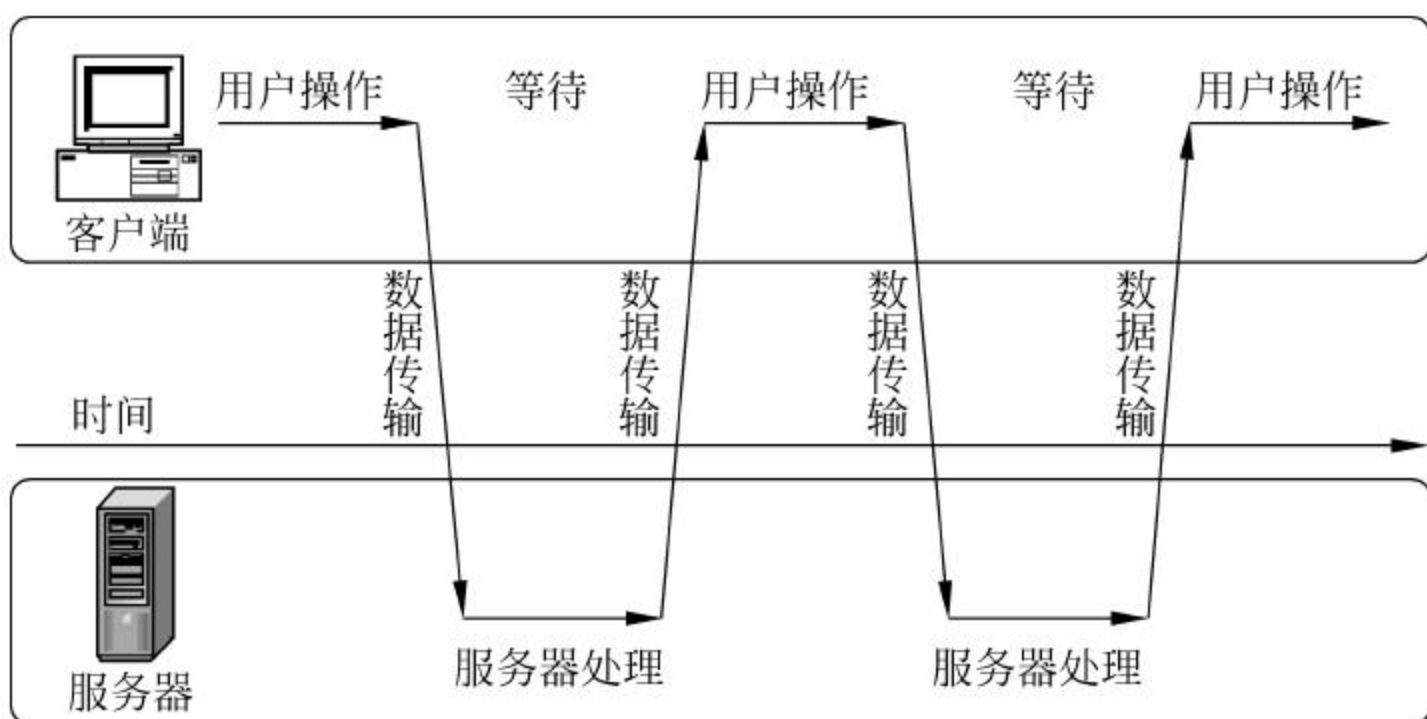 用户操作
等待
用户操作
等待
用户操作
客户端
数据传输
数据传输
数据传输
数据传输
时间
服务器处理
服务器处理
服务器